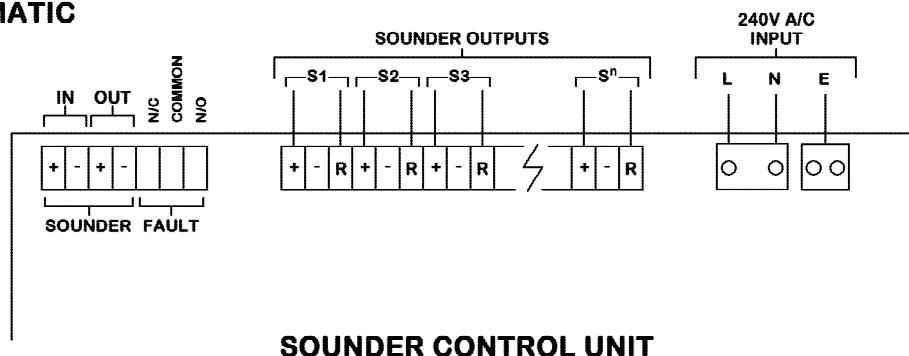 MATIC
SOUNDER OUTPUTS
240V A/C
INPUT
S1 S2 S3 Sⁿ
L N E
IN OUT N/C COMMON N/O
+ - + -
+ - R + - R + - R + - R
SOUNDER FAULT
SOUNDER CONTROL UNIT